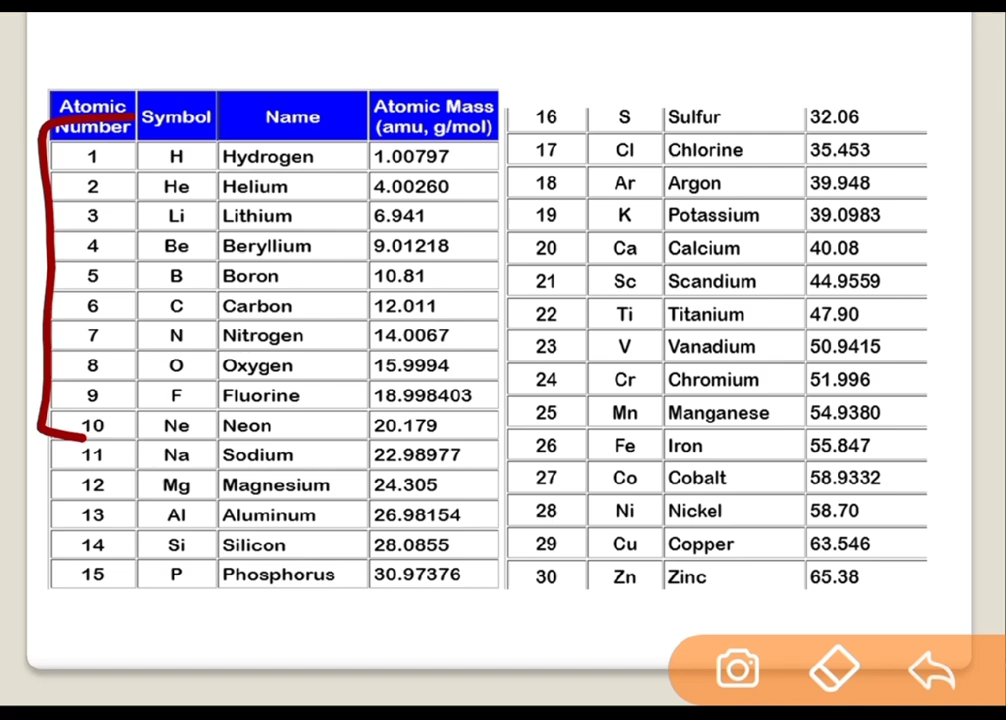 Atomic Number Symbol Name Atomic Mass (amu, g/mol)
1 H Hydrogen 1.00797
2 He Helium 4.00260
3 Li Lithium 6.941
4 Be Beryllium 9.01218
5 B Boron 10.81
6 C Carbon 12.011
7 N Nitrogen 14.0067
8 O Oxygen 15.9994
9 F Fluorine 18.998403
10 Ne Neon 20.179
11 Na Sodium 22.98977
12 Mg Magnesium 24.305
13 Al Aluminum 26.98154
14 Si Silicon 28.0855
15 P Phosphorus 30.97376
16 S Sulfur 32.06
17 Cl Chlorine 35.453
18 Ar Argon 39.948
19 K Potassium 39.0983
20 Ca Calcium 40.08
21 Sc Scandium 44.9559
22 Ti Titanium 47.90
23 V Vanadium 50.9415
24 Cr Chromium 51.996
25 Mn Manganese 54.9380
26 Fe Iron 55.847
27 Co Cobalt 58.9332
28 Ni Nickel 58.70
29 Cu Copper 63.546
30 Zn Zinc 65.38